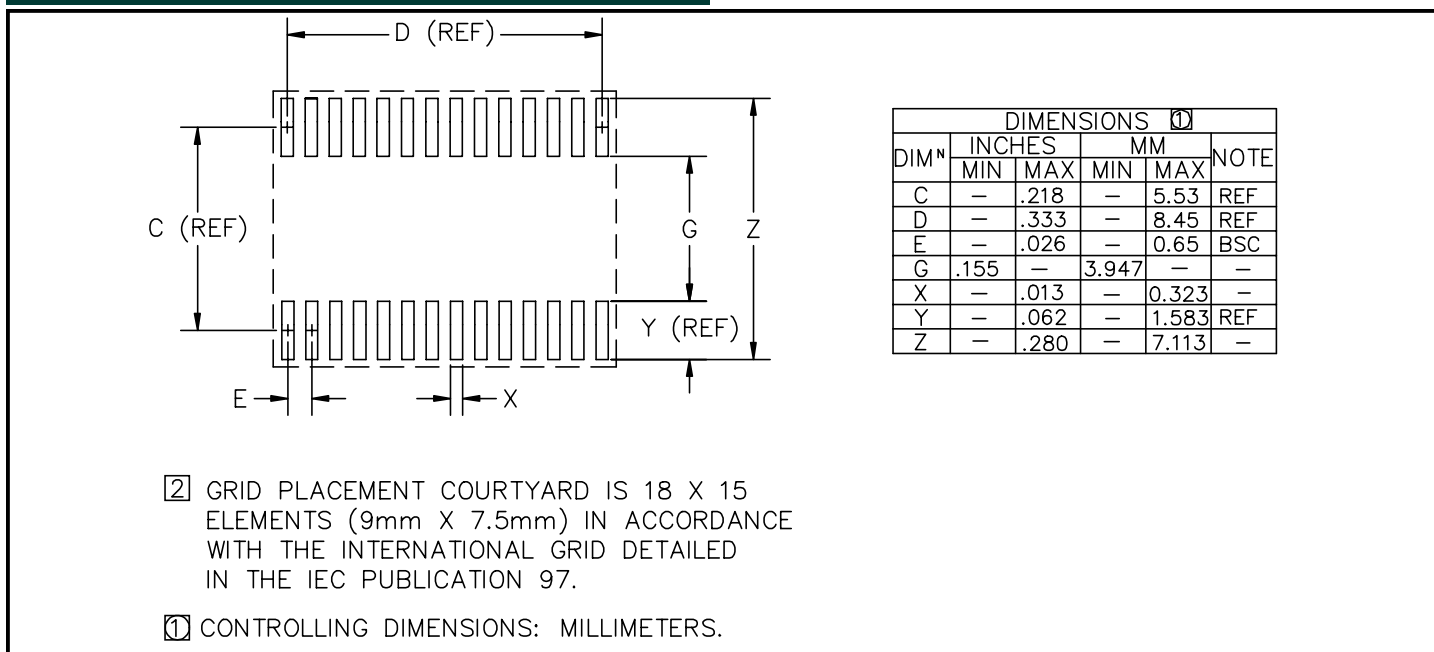 D (REF)
C (REF)
G
Z
Y (REF)
E
X
DIMENSIONS 1
DIMN INCHES MM NOTE
MIN MAX MIN MAX
C – .218 – 5.53 REF
D – .333 – 8.45 REF
E – .026 – 0.65 BSC
G .155 – 3.947 – –
X – .013 – 0.323 –
Y – .062 – 1.583 REF
Z – .280 – 7.113 –
2 GRID PLACEMENT COURTYARD IS 18 X 15
ELEMENTS (9mm X 7.5mm) IN ACCORDANCE
WITH THE INTERNATIONAL GRID DETAILED
IN THE IEC PUBLICATION 97.
1 CONTROLLING DIMENSIONS: MILLIMETERS.